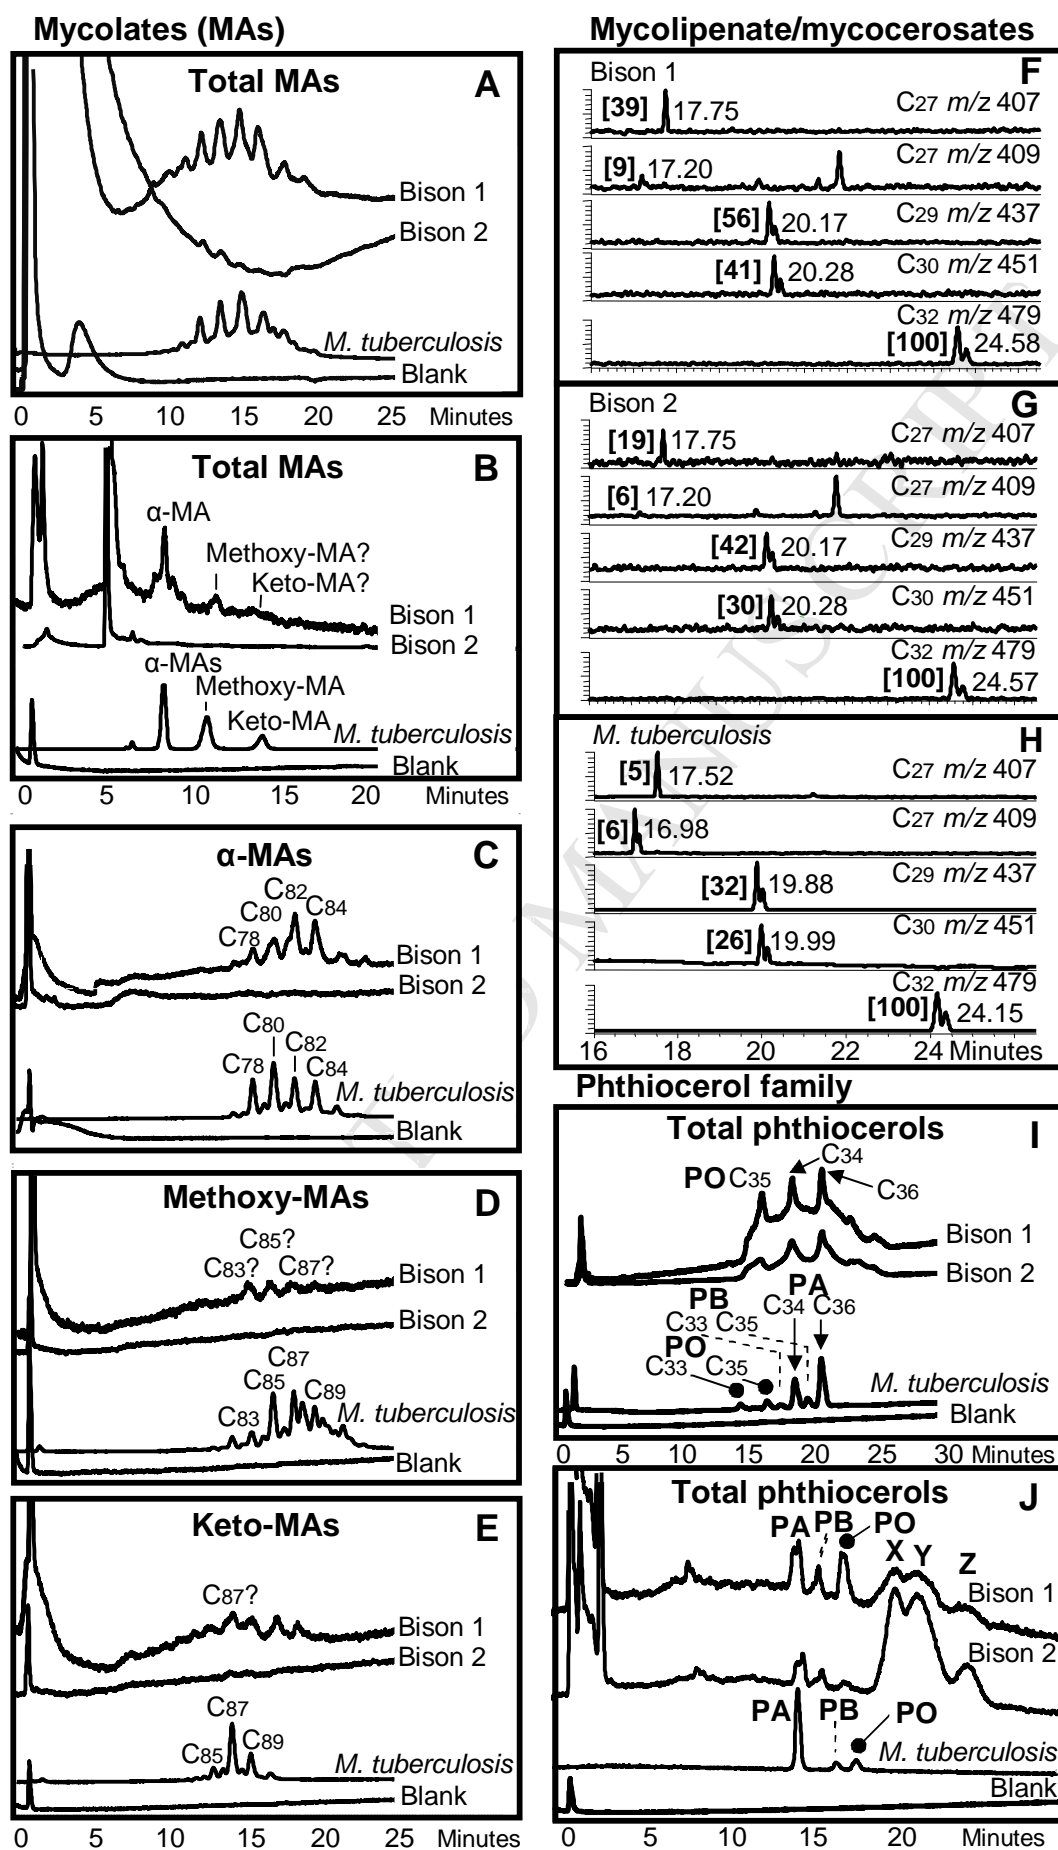 Mycolates (MAs)
Total MAs
A
Bison 1
Bison 2
M. tuberculosis
Blank
0 5 10 15 20 25 Minutes
Total MAs
B
α-MA
Methoxy-MA?
Keto-MA?
Bison 1
Bison 2
α-MAs
Methoxy-MA
Keto-MA
M. tuberculosis
Blank
0 5 10 15 20 Minutes
α-MAs
C
C82
C80 C84
C78
Bison 1
Bison 2
C80
C82
C78 C84
M. tuberculosis
Blank
Methoxy-MAs
D
C85?
C83? C87?
Bison 1
Bison 2
C87
C85
C89
C83
M. tuberculosis
Blank
Keto-MAs
E
C87?
Bison 1
Bison 2
C87
C85 C89
M. tuberculosis
Blank
0 5 10 15 20 25 Minutes
Mycolipenate/mycocerosates
Bison 1
F
[39] 17.75 C27 m/z 407
[9] 17.20 C27 m/z 409
[56] 20.17 C29 m/z 437
[41] 20.28 C30 m/z 451
C32 m/z 479
[100] 24.58
Bison 2
G
[19] 17.75 C27 m/z 407
[6] 17.20 C27 m/z 409
[42] 20.17 C29 m/z 437
[30] 20.28 C30 m/z 451
C32 m/z 479
[100] 24.57
M. tuberculosis
H
[5] 17.52 C27 m/z 407
[6] 16.98 C27 m/z 409
[32] 19.88 C29 m/z 437
[26] 19.99 C30 m/z 451
C32 m/z 479
[100] 24.15
16 18 20 22 24 Minutes
Phthiocerol family
Total phthiocerols
I
C34
PO C35
C36
Bison 1
Bison 2
PB PA
C33 C35 C34 C36
PO
C33 C35
M. tuberculosis
Blank
0 5 10 15 20 25 30 Minutes
Total phthiocerols
J
PA PB PO
X Y Z
Bison 1
Bison 2
PA PB PO
M. tuberculosis
Blank
0 5 10 15 20 Minutes
MANUSCRIPT